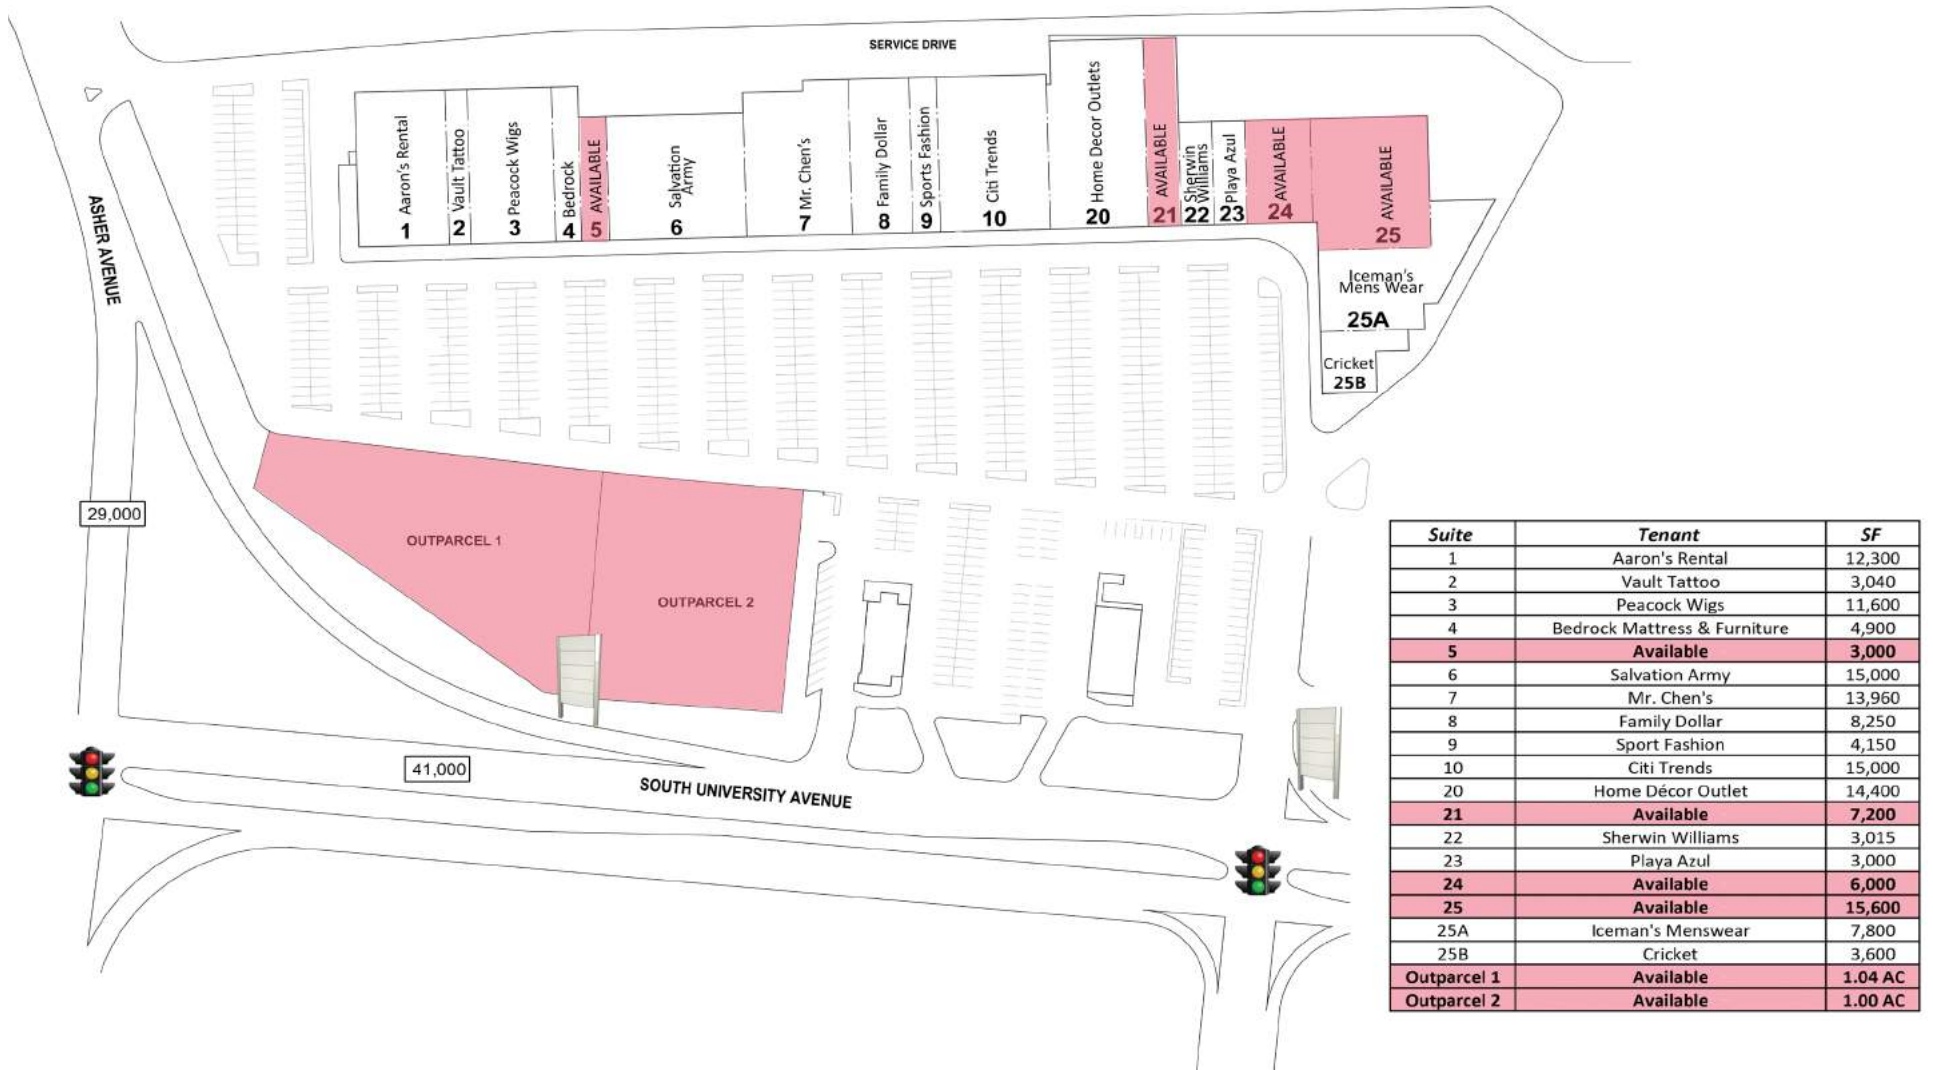 SERVICE DRIVE
ASHER AVENUE
Aaron's Rental
1
Vault Tattoo
2
Peacock Wigs
3
Bedrock
4
AVAILABLE
5
Salvation
Army
6
Mr. Chen's
7
Family Dollar
8
Sports Fashion
9
Citi Trends
10
Home Decor Outlets
20
AVAILABLE
21
Sherwin
Williams
22
Playa Azul
23
AVAILABLE
24
AVAILABLE
25
Iceman's
Mens Wear
25A
Cricket
25B
29,000
OUTPARCEL 1
OUTPARCEL 2
41,000
SOUTH UNIVERSITY AVENUE
Suite Tenant SF
1 Aaron's Rental 12,300
2 Vault Tattoo 3,040
3 Peacock Wigs 11,600
4 Bedrock Mattress & Furniture 4,900
5 Available 3,000
6 Salvation Army 15,000
7 Mr. Chen's 13,960
8 Family Dollar 8,250
9 Sport Fashion 4,150
10 Citi Trends 15,000
20 Home Décor Outlet 14,400
21 Available 7,200
22 Sherwin Williams 3,015
23 Playa Azul 3,000
24 Available 6,000
25 Available 15,600
25A Iceman's Menswear 7,800
25B Cricket 3,600
Outparcel 1 Available 1.04 AC
Outparcel 2 Available 1.00 AC